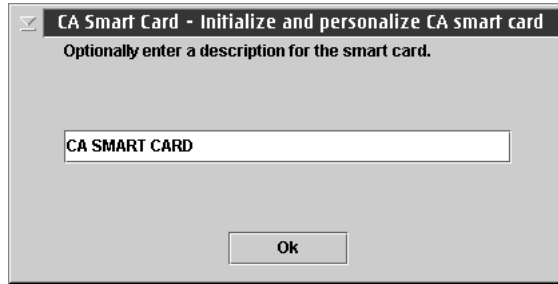 CA Smart Card - Initialize and personalize CA smart card
Optionally enter a description for the smart card.
CA SMART CARD
Ok